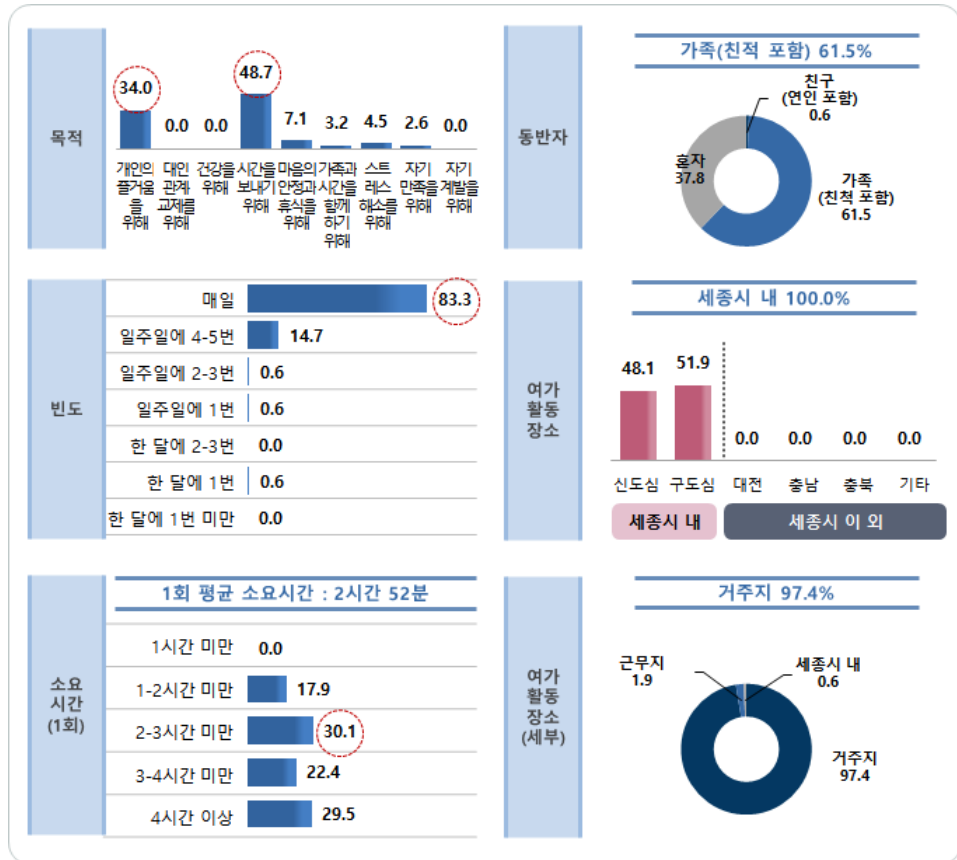 목적
34.0
0.0
0.0
48.7
7.1
3.2
4.5
2.6
0.0
개인의
즐거움
을
위해
대인
관계
교제를
위해
건강을
위해
시간을
보내기
위해
마음의
안정과
휴식을
위해
가족과
시간을
함께
하기
위해
스트
레스
해소를
위해
자기
만족을
위해
자기
계발을
위해
동반자
가족(친적 포함) 61.5%
친구
(연인 포함)
0.6
혼자
37.8
가족
(친척 포함)
61.5
빈도
매일 83.3
일주일에 4-5번 14.7
일주일에 2-3번 0.6
일주일에 1번 0.6
한 달에 2-3번 0.0
한 달에 1번 0.6
한 달에 1번 미만 0.0
여가
활동
장소
세종시 내 100.0%
48.1 51.9 0.0 0.0 0.0 0.0
신도심 구도심 대전 충남 충북 기타
세종시 내 세종시 이 외
소요
시간
(1회)
1회 평균 소요시간 : 2시간 52분
1시간 미만 0.0
1-2시간 미만 17.9
2-3시간 미만 30.1
3-4시간 미만 22.4
4시간 이상 29.5
여가
활동
장소
(세부)
거주지 97.4%
근무지
1.9
세종시 내
0.6
거주지
97.4